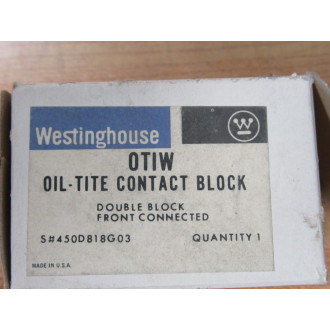 Westinghouse
OTIW
OIL-TITE CONTACT BLOCK
DOUBLE BLOCK
FRONT CONNECTED
S#450D818G03 QUANTITY 1
MADE IN U.S.A.